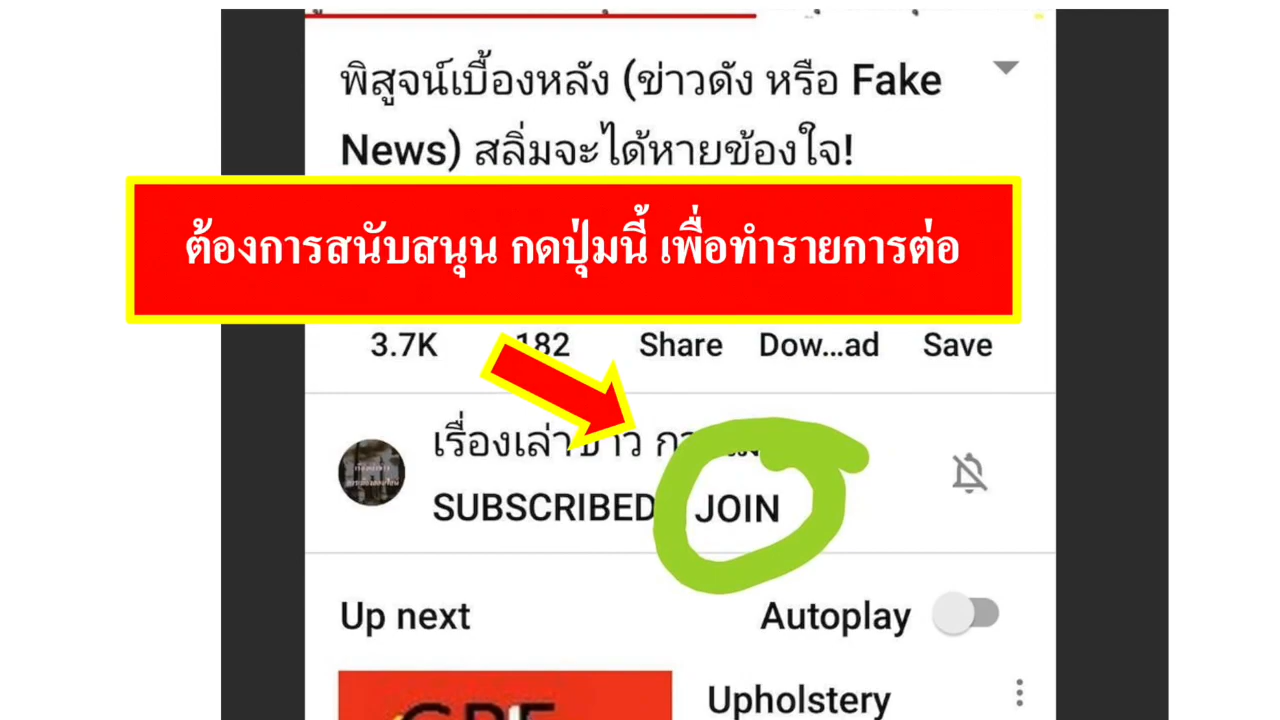 พิสูจน์เบื้องหลัง (ข่าวดัง หรือ Fake
News) สลิ่มจะได้หายข้องใจ!
ต้องการสนับสนุน กดปุ่มนี้ เพื่อทำรายการต่อ
3.7K 182 Share Dow...ad Save
เรื่องเล่าข่าว
SUBSCRIBED JOIN
Up next Autoplay
Upholstery